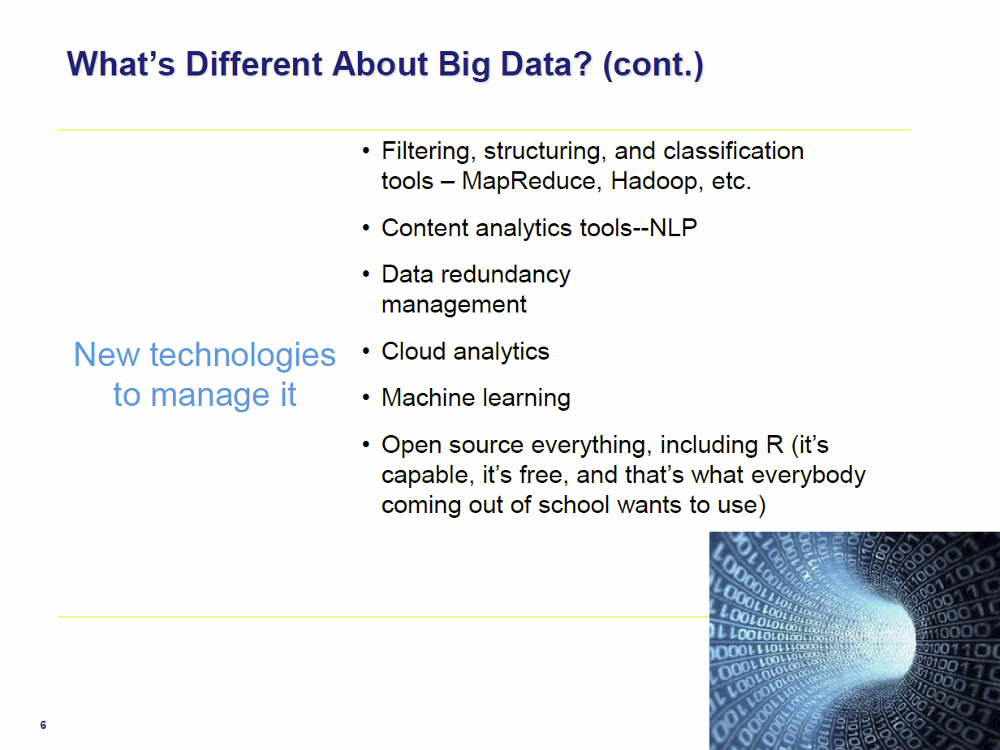 What's Different About Big Data? (cont.)
New technologies
to manage it
• Filtering, structuring, and classification
tools – MapReduce, Hadoop, etc.
• Content analytics tools--NLP
• Data redundancy
management
• Cloud analytics
• Machine learning
• Open source everything, including R (it's
capable, it's free, and that's what everybody
coming out of school wants to use)
6